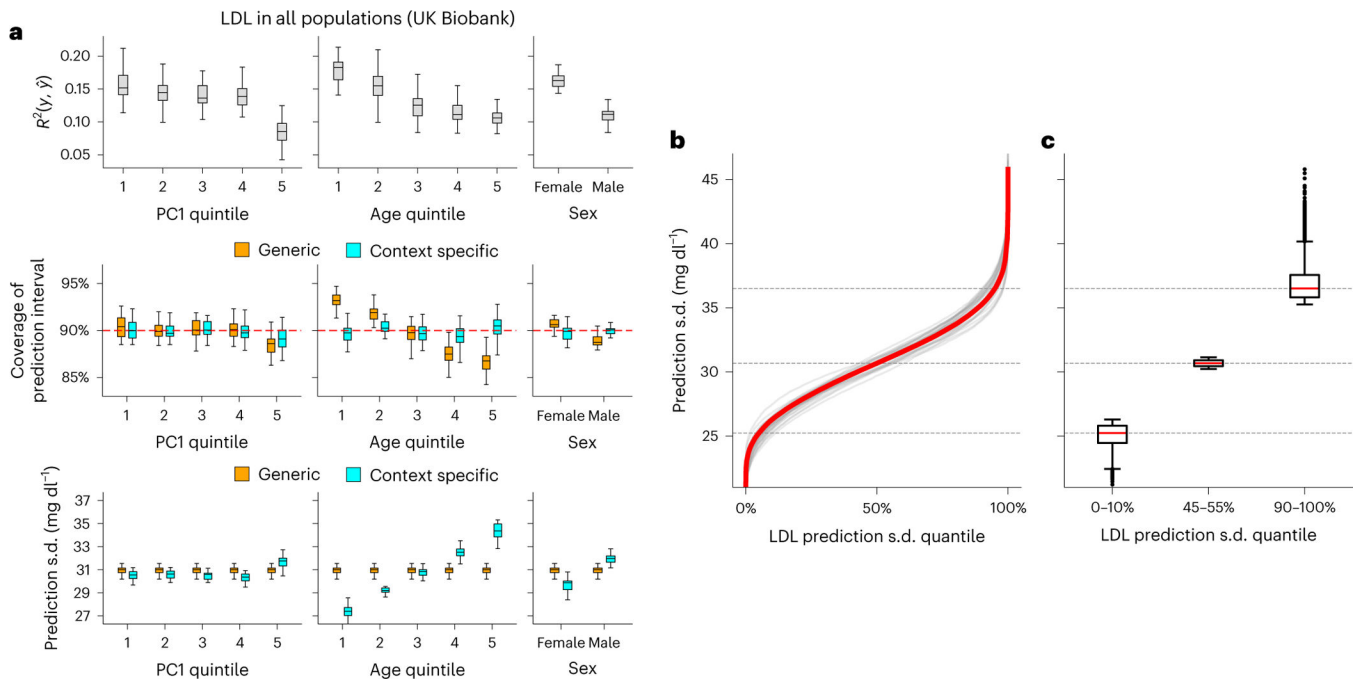 LDL in all populations (UK Biobank)
a
R²(y, ŷ)
0.20
0.15
0.10
0.05
1 2 3 4 5
PC1 quintile
1 2 3 4 5
Age quintile
Female Male
Sex
Generic Context specific
Coverage of
prediction interval
95%
90%
85%
1 2 3 4 5
PC1 quintile
1 2 3 4 5
Age quintile
Female Male
Sex
Generic Context specific
Prediction s.d. (mg dl⁻¹)
37
35
33
31
29
27
1 2 3 4 5
PC1 quintile
1 2 3 4 5
Age quintile
Female Male
Sex
b
Prediction s.d. (mg dl⁻¹)
45
40
35
30
25
0% 50% 100%
LDL prediction s.d. quantile
c
0–10% 45–55% 90–100%
LDL prediction s.d. quantile